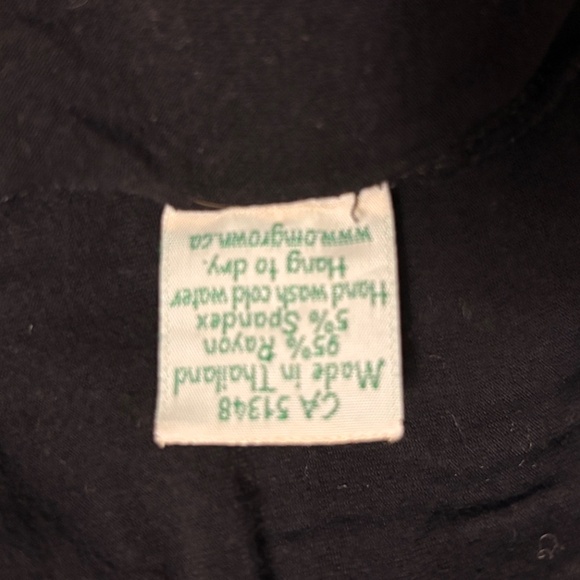 CA 51348
Made in Thailand
95% Rayon
5% Spandex
Hand wash cold water
Hang to dry.
www.omgrown.ca